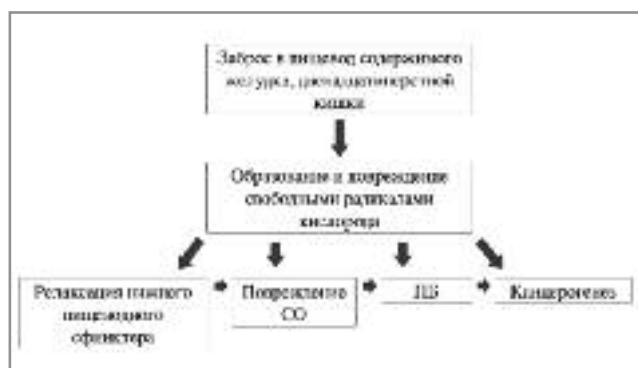 Заброс в пищевод содержимого
желудка, двенадцатиперстной
кишки
Образование и повреждение
свободными радикалами
кислорода
Релаксация нижнего
пищеводного
сфинктера
Повреждение
СО
ПБ
Канцерогенез